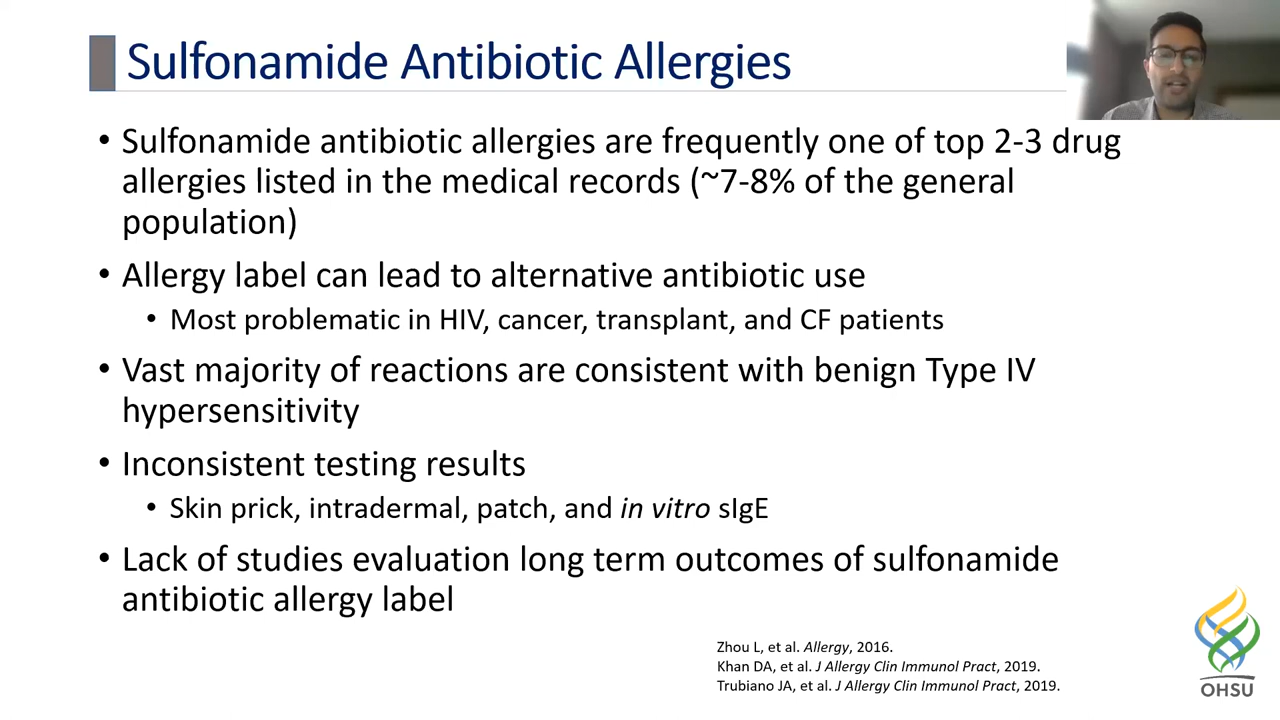 Sulfonamide Antibiotic Allergies
• Sulfonamide antibiotic allergies are frequently one of top 2-3 drug
allergies listed in the medical records (~7-8% of the general
population)
• Allergy label can lead to alternative antibiotic use
• Most problematic in HIV, cancer, transplant, and CF patients
• Vast majority of reactions are consistent with benign Type IV
hypersensitivity
• Inconsistent testing results
• Skin prick, intradermal, patch, and in vitro sIgE
• Lack of studies evaluation long term outcomes of sulfonamide
antibiotic allergy label
Zhou L, et al. Allergy, 2016.
Khan DA, et al. J Allergy Clin Immunol Pract, 2019.
Trubiano JA, et al. J Allergy Clin Immunol Pract, 2019.
OHSU